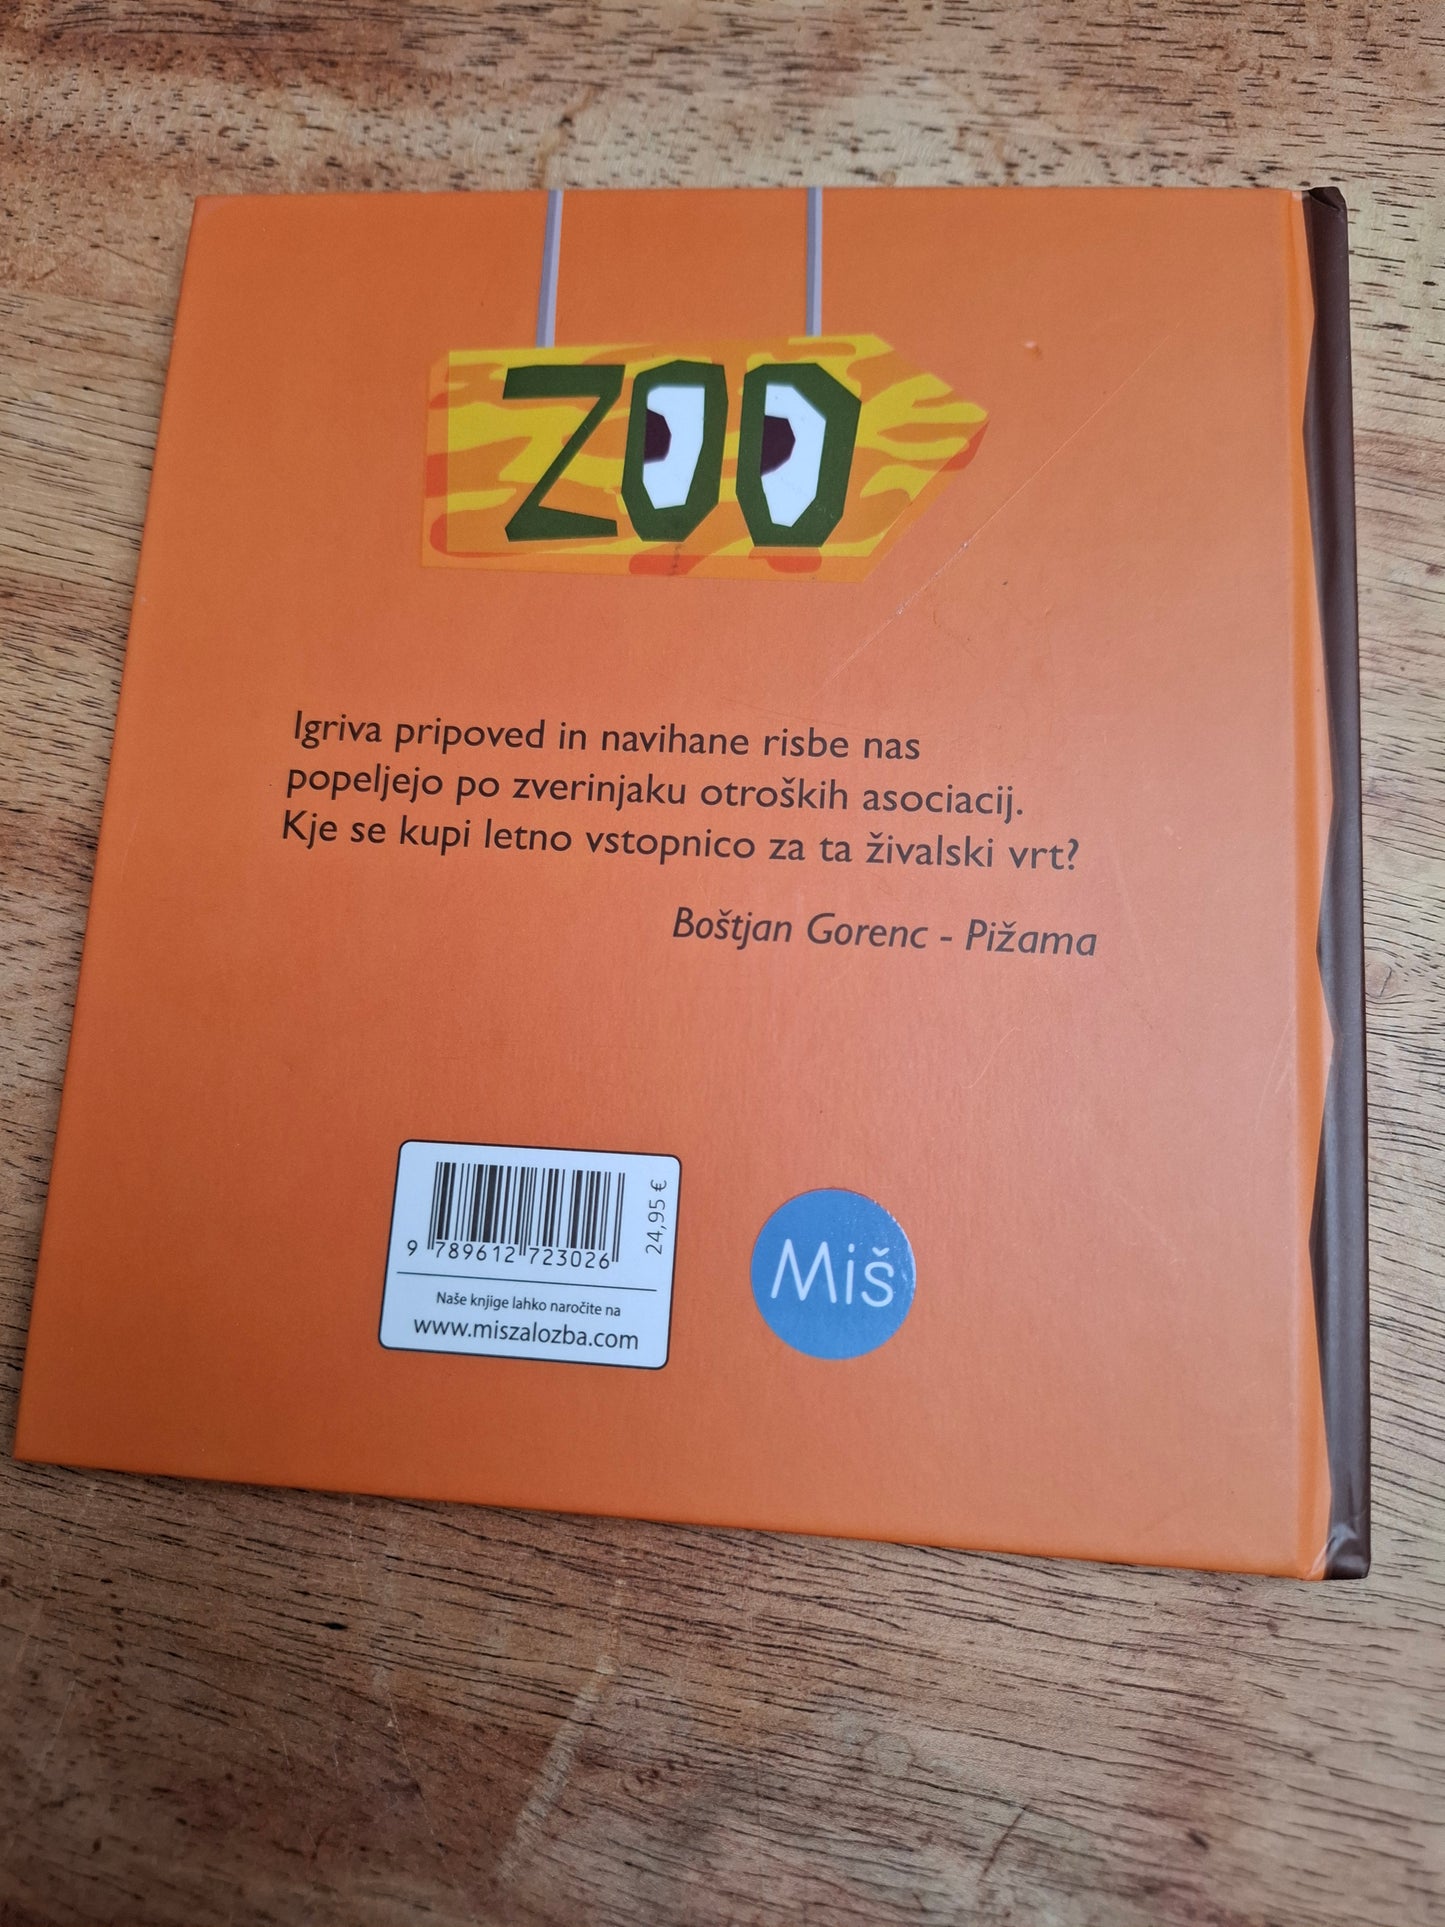 ZOO
Igriva pripoved in navihane risbe nas
popeljejo po zverinjaku otroških asociacij.
Kje se kupi letno vstopnico za ta živalski vrt?
Boštjan Gorenc - Pižama
9 789612 723026
24,95 €
Naše knjige lahko naročite na
www.miszalozba.com
Miš